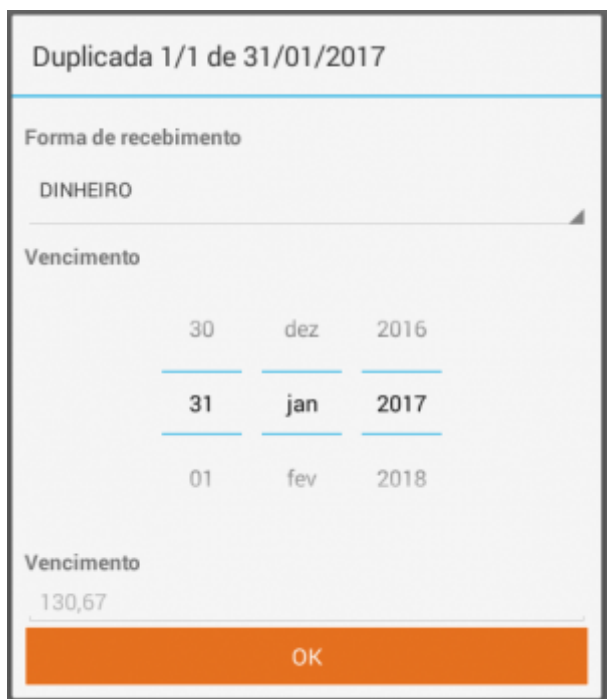 Duplicada 1/1 de 31/01/2017
Forma de recebimento
DINHEIRO
Vencimento
30 dez 2016
31 jan 2017
01 fev 2018
Vencimento
130,67
OK